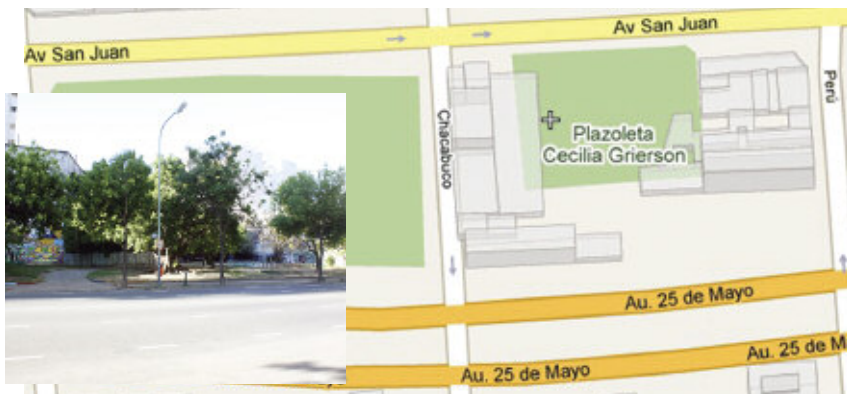 Av San Juan
Av San Juan
Perú
Chacabuco
Plazoleta
Cecilia Grierson
Au. 25 de Mayo
Au. 25 de M
Au. 25 de Mayo